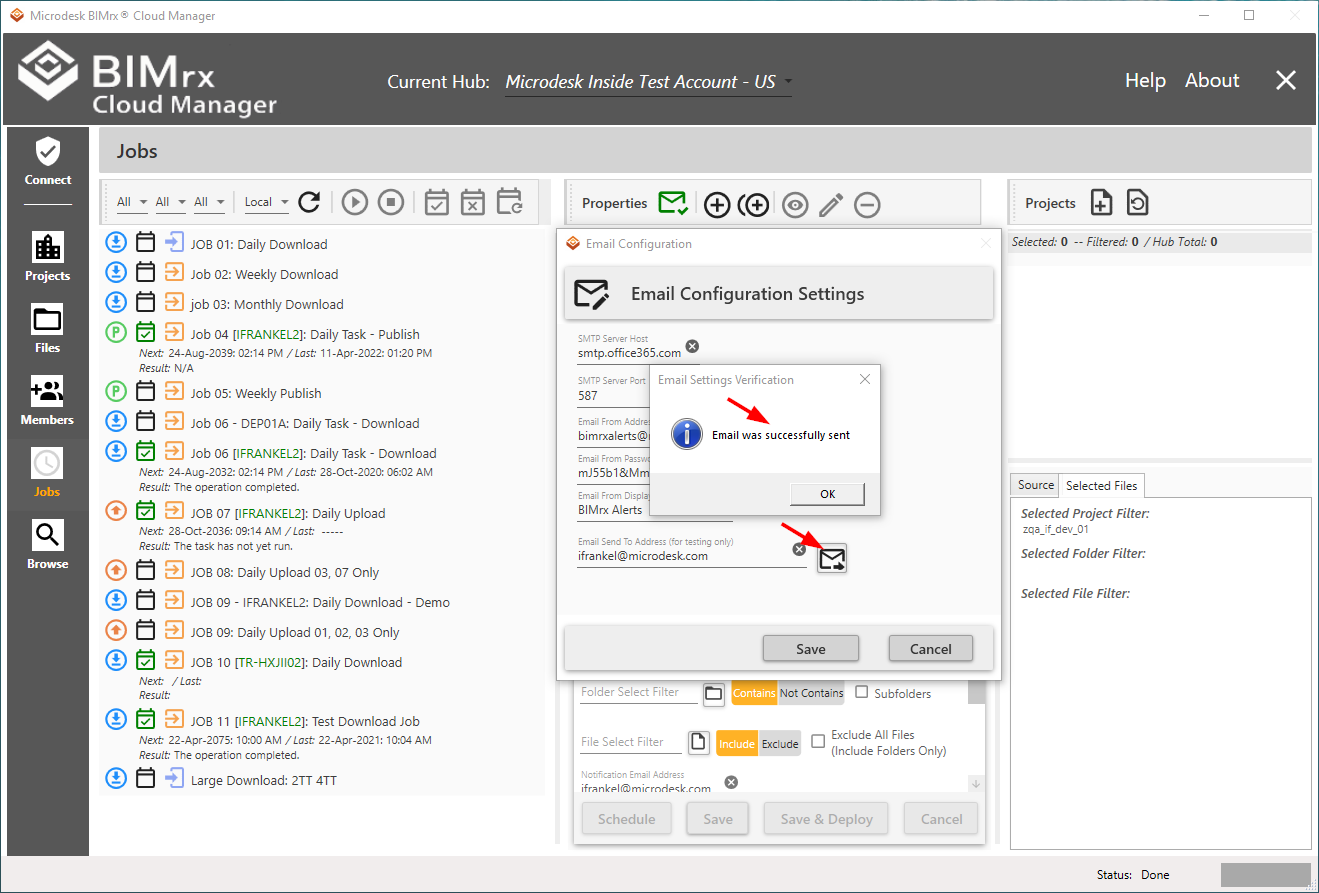 Microdesk BIMrx® Cloud Manager
BIMrx
Cloud Manager
Current Hub: Microdesk Inside Test Account - US
Help About
Connect
Projects
Files
Members
Jobs
Browse
Jobs
All All All Local
JOB 01: Daily Download
Job 02: Weekly Download
job 03: Monthly Download
Job 04 [IFRANKEL2]: Daily Task - Publish
Next: 24-Aug-2039: 02:14 PM / Last: 11-Apr-2022: 01:20 PM
Result: N/A
Job 05: Weekly Publish
Job 06 - DEP01A: Daily Task - Download
Job 06 [IFRANKEL2]: Daily Task - Download
Next: 24-Aug-2032: 02:14 PM / Last: 28-Oct-2020: 06:02 AM
Result: The operation completed.
JOB 07 [IFRANKEL2]: Daily Upload
Next: 28-Oct-2036: 09:14 AM / Last: -----
Result: The task has not yet run.
JOB 08: Daily Upload 03, 07 Only
JOB 09 - IFRANKEL2: Daily Download - Demo
JOB 09: Daily Upload 01, 02, 03 Only
JOB 10 [TR-HXJII02]: Daily Download
Next: / Last:
Result:
JOB 11 [IFRANKEL2]: Test Download Job
Next: 22-Apr-2075: 10:00 AM / Last: 22-Apr-2021: 10:04 AM
Result: The operation completed.
Large Download: 2TT 4TT
Properties
Email Configuration
Email Configuration Settings
SMTP Server Host
smtp.office365.com
SMTP Server Port
587
Email From Addre
bimrxalerts@
Email From Passw
mJ55b1&Mm
Email From Displa
BIMrx Alerts
Email Send To Address (for testing only)
ifrankel@microdesk.com
Email Settings Verification
Email was successfully sent
OK
Save Cancel
Folder Select Filter Contains Not Contains Subfolders
File Select Filter Include Exclude Exclude All Files
(Include Folders Only)
Notification Email Address
ifrankel@microdesk.com
Schedule Save Save & Deploy Cancel
Projects
Selected: 0 -- Filtered: 0 / Hub Total: 0
Source Selected Files
Selected Project Filter:
zqa_if_dev_01
Selected Folder Filter:
Selected File Filter:
Status: Done